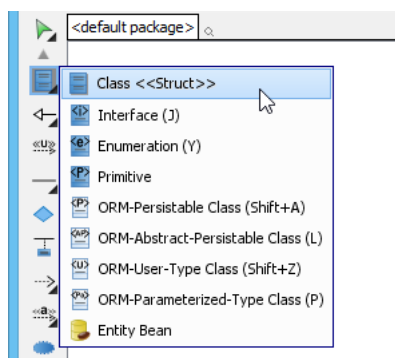 <default package>
Class <<Struct>>
Interface (J)
Enumeration (Y)
Primitive
ORM-Persistable Class (Shift+A)
ORM-Abstract-Persistable Class (L)
ORM-User-Type Class (Shift+Z)
ORM-Parameterized-Type Class (P)
Entity Bean